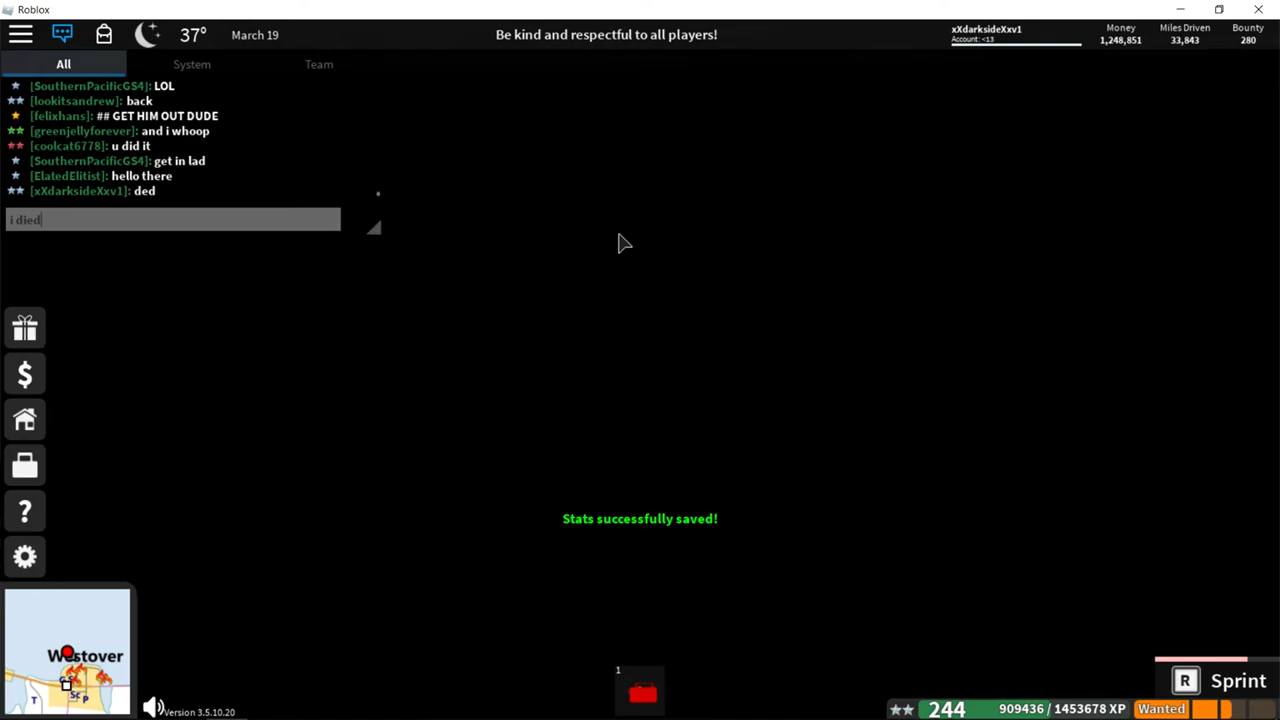 Roblox
37°
March 19
Be kind and respectful to all players!
xXdarksideXxv1
Account: <13
Money
1,248,851
Miles Driven
33,843
Bounty
280
All
System
Team
[SouthernPacificGS4]: LOL
[lookitsandrew]: back
[felixhans]: ## GET HIM OUT DUDE
[greenjellyforever]: and i whoop
[coolcat6778]: u did it
[SouthernPacificGS4]: get in lad
[ElatedElitist]: hello there
[xXdarksideXxv1]: ded
i died
$
?
Stats successfully saved!
Westover
T
P
Version 3.5.10.20
1
R
Sprint
244
909436 / 1453678 XP
Wanted